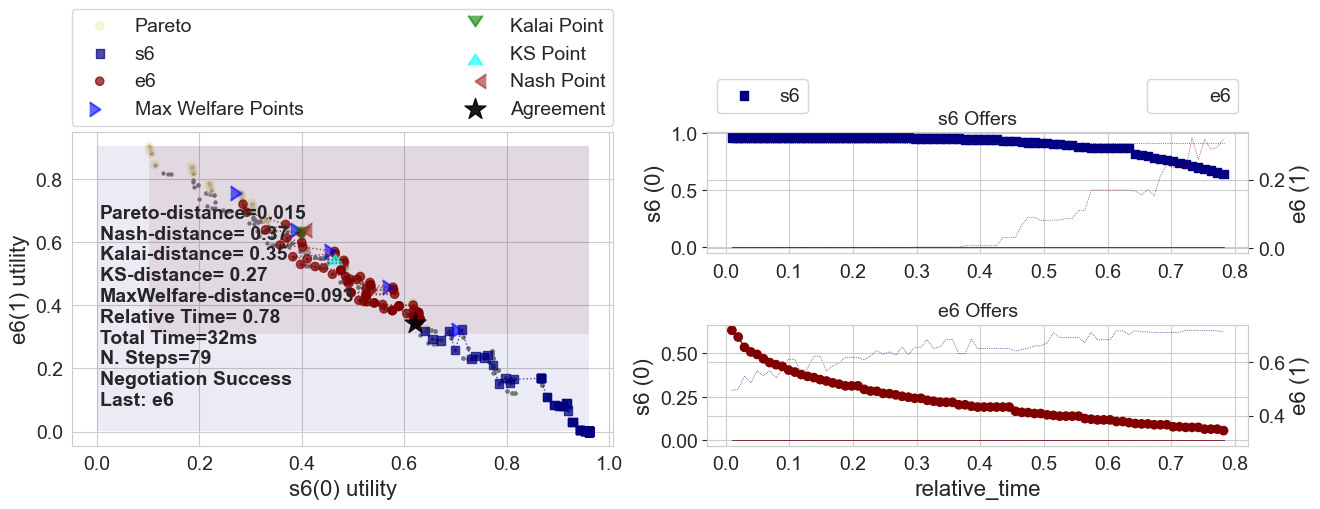 Pareto
s6
e6
Max Welfare Points
Kalai Point
KS Point
Nash Point
Agreement
e6(1) utility
0.8
0.6
0.4
0.2
0.0
Pareto-distance=0.015
Nash-distance= 0.37
Kalai-distance= 0.35
KS-distance= 0.27
MaxWelfare-distance=0.093
Relative Time= 0.78
Total Time=32ms
N. Steps=79
Negotiation Success
Last: e6
0.0 0.2 0.4 0.6 0.8 1.0
s6(0) utility
s6
e6
s6 Offers
s6 (0)
1.0
0.5
0.0
0.2
0.0
e6 (1)
0.0 0.1 0.2 0.3 0.4 0.5 0.6 0.7 0.8
e6 Offers
s6 (0)
0.50
0.25
0.00
0.6
0.4
e6 (1)
0.0 0.1 0.2 0.3 0.4 0.5 0.6 0.7 0.8
relative_time